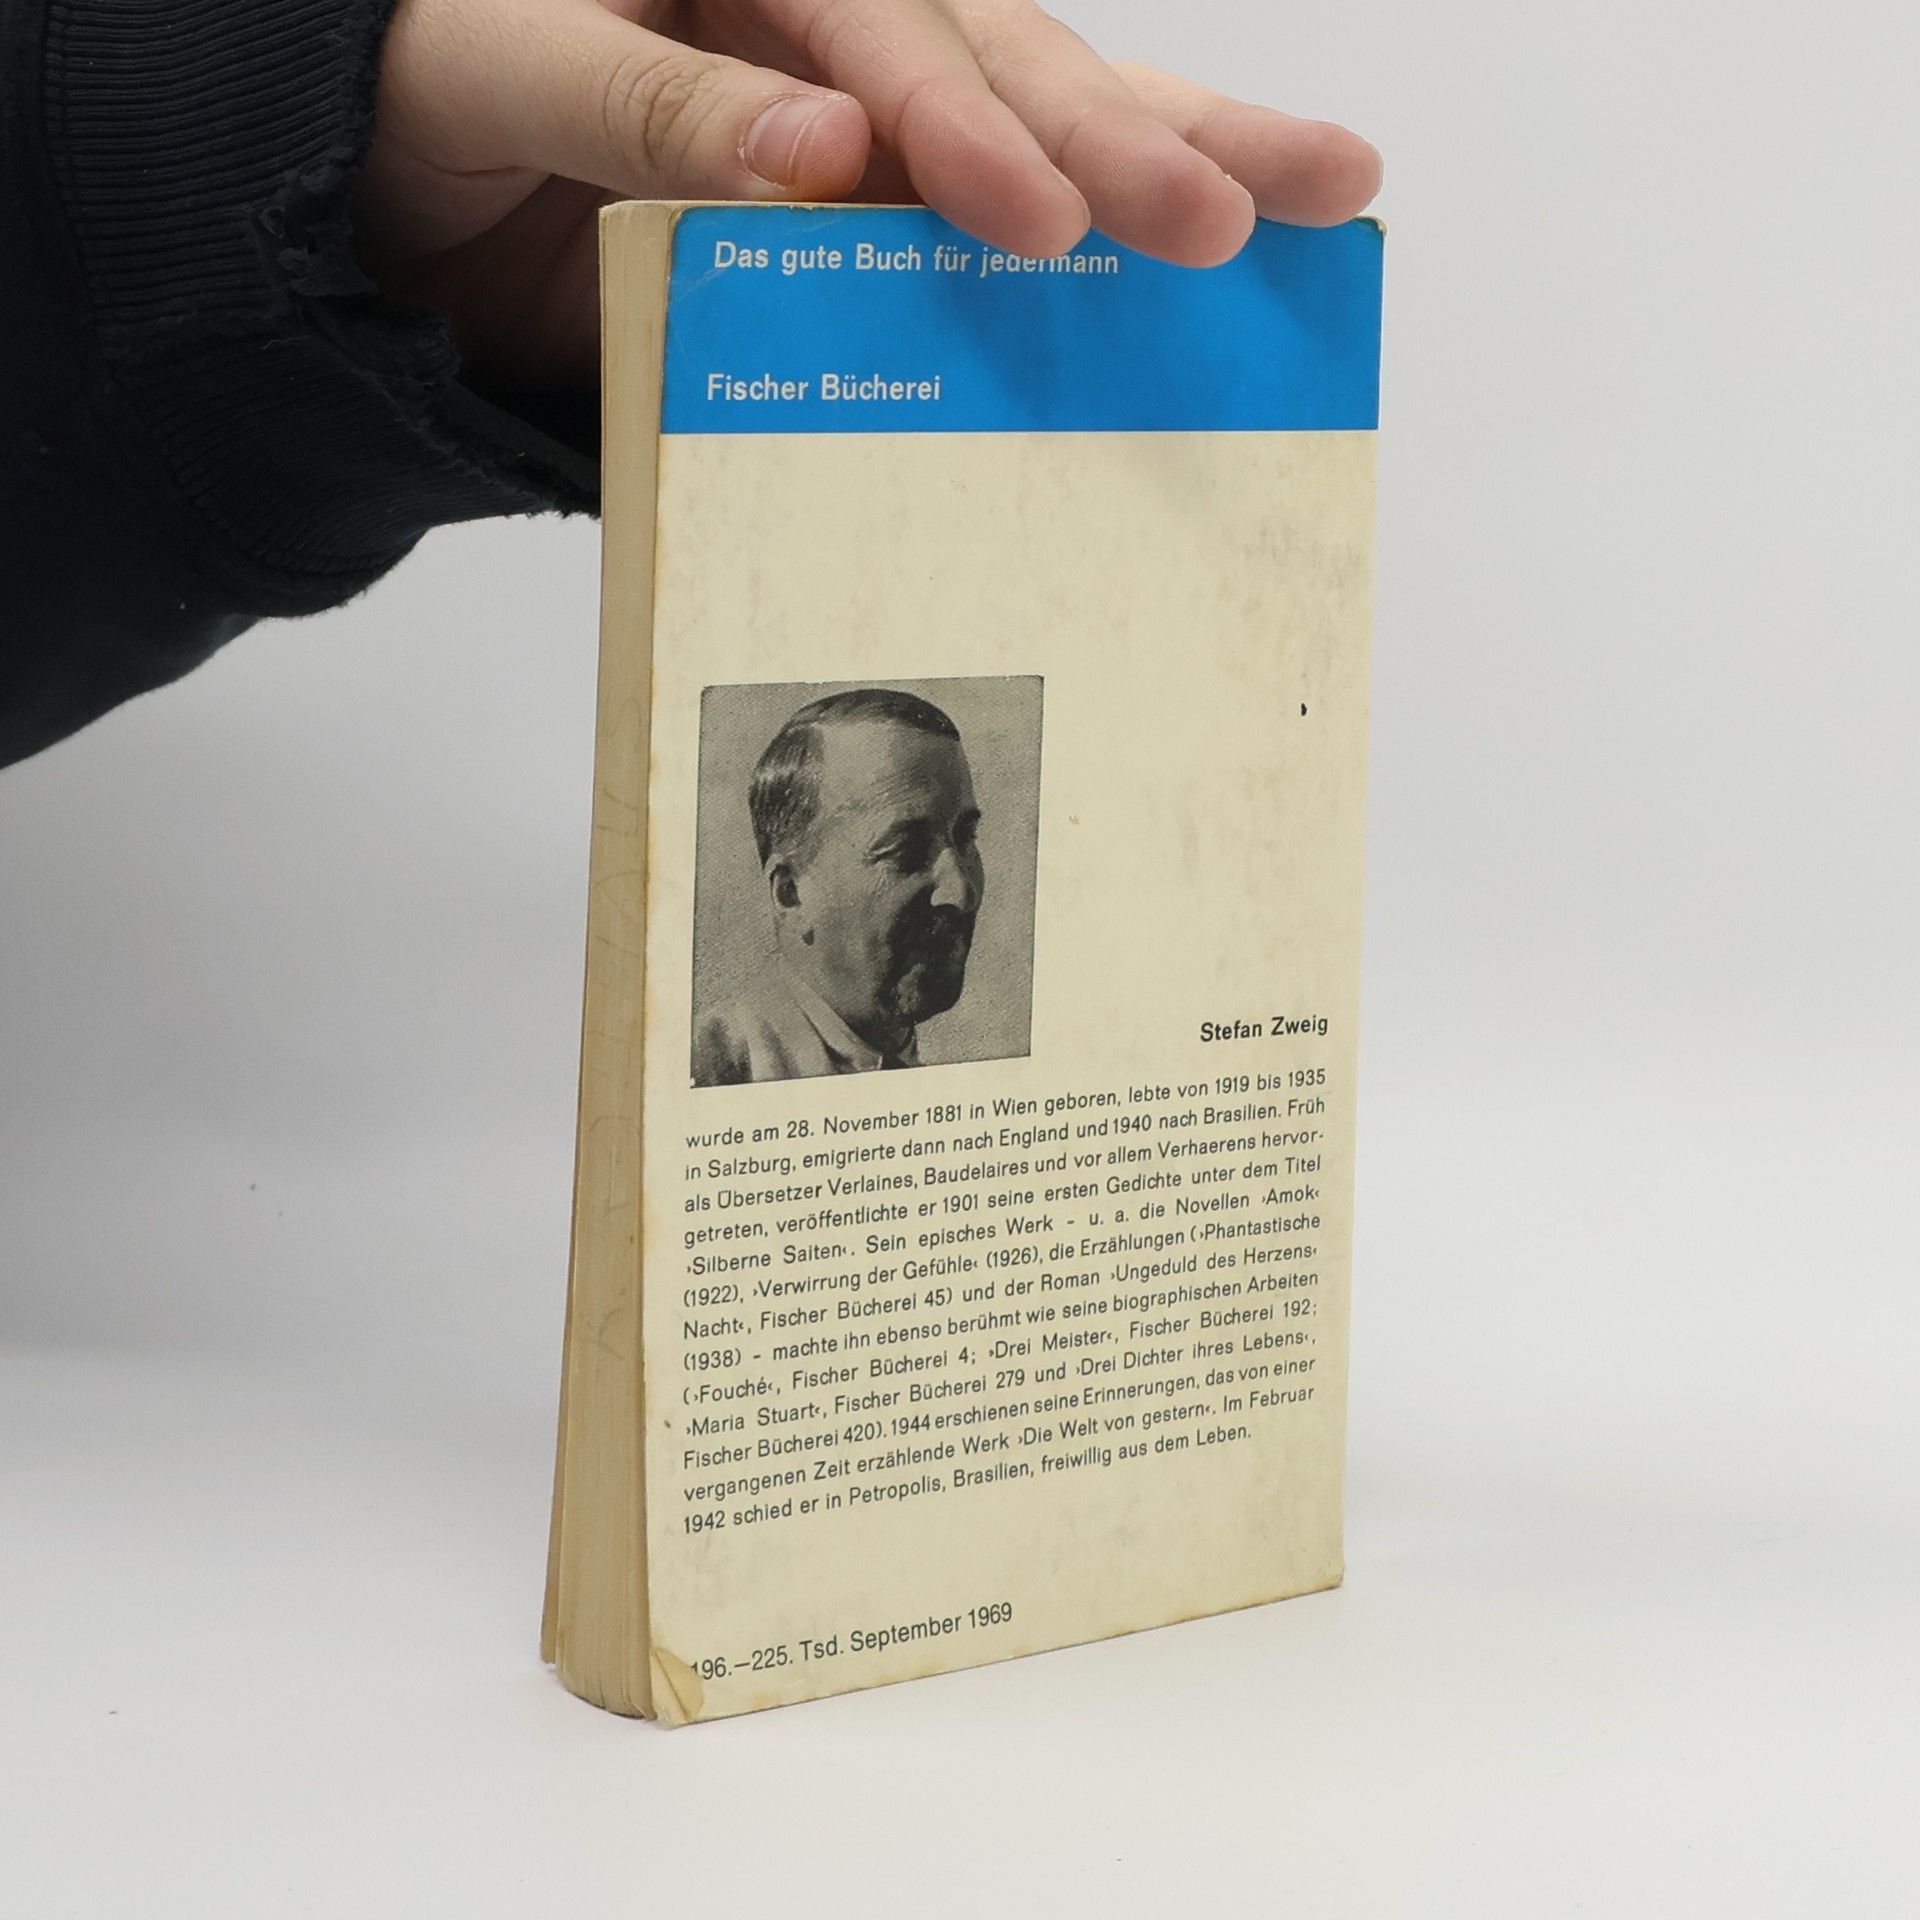 Das gute Buch für jedermann
Fischer Bücherei
Stefan Zweig
wurde am 28. November 1881 in Wien geboren, lebte von 1919 bis 1935
in Salzburg, emigrierte dann nach England und 1940 nach Brasilien. Früh
als Übersetzer Verlaines, Baudelaires und vor allem Verhaerens hervor-
getreten, veröffentlichte er 1901 seine ersten Gedichte unter dem Titel
›Silberne Saiten‹. Sein episches Werk – u. a. die Novellen ›Amok‹
(1922), ›Verwirrung der Gefühle‹ (1926), die Erzählungen (›Phantastische
Nacht‹, Fischer Bücherei 45) und der Roman ›Ungeduld des Herzens‹
(1938) – machte ihn ebenso berühmt wie seine biographischen Arbeiten
(›Fouché‹, Fischer Bücherei 4; ›Drei Meister‹, Fischer Bücherei 192;
›Maria Stuart‹, Fischer Bücherei 279 und ›Drei Dichter ihres Lebens‹,
Fischer Bücherei 420). 1944 erschienen seine Erinnerungen, das von einer
vergangenen Zeit erzählende Werk ›Die Welt von gestern‹. Im Februar
1942 schied er in Petropolis, Brasilien, freiwillig aus dem Leben.
196.–225. Tsd. September 1969